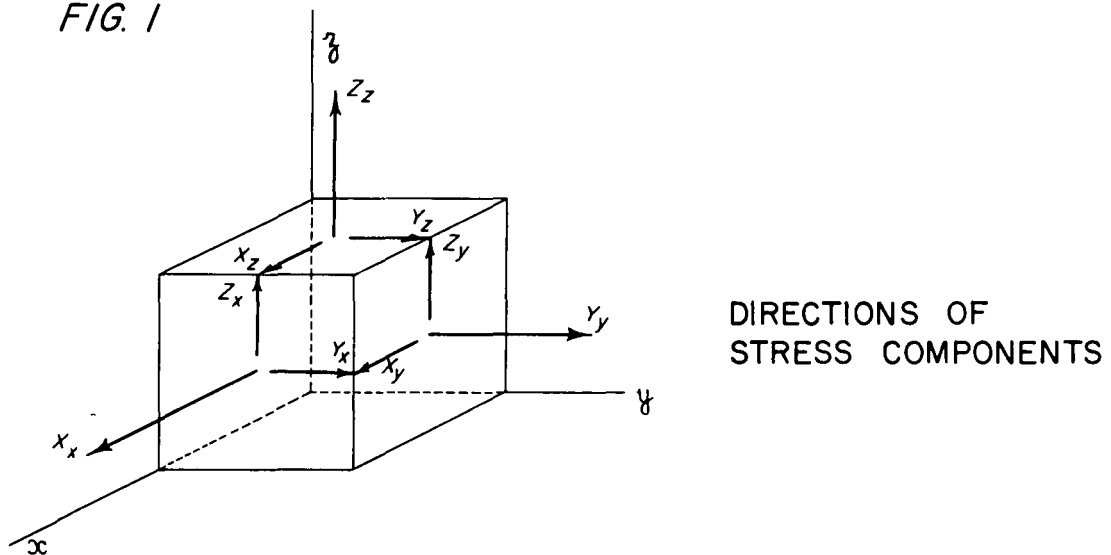 FIG. 1
z
Z_z
Y_z
Z_y
X_z
Z_x
Y_y
DIRECTIONS OF
STRESS COMPONENTS
Y_x
X_y
y
X_x
x